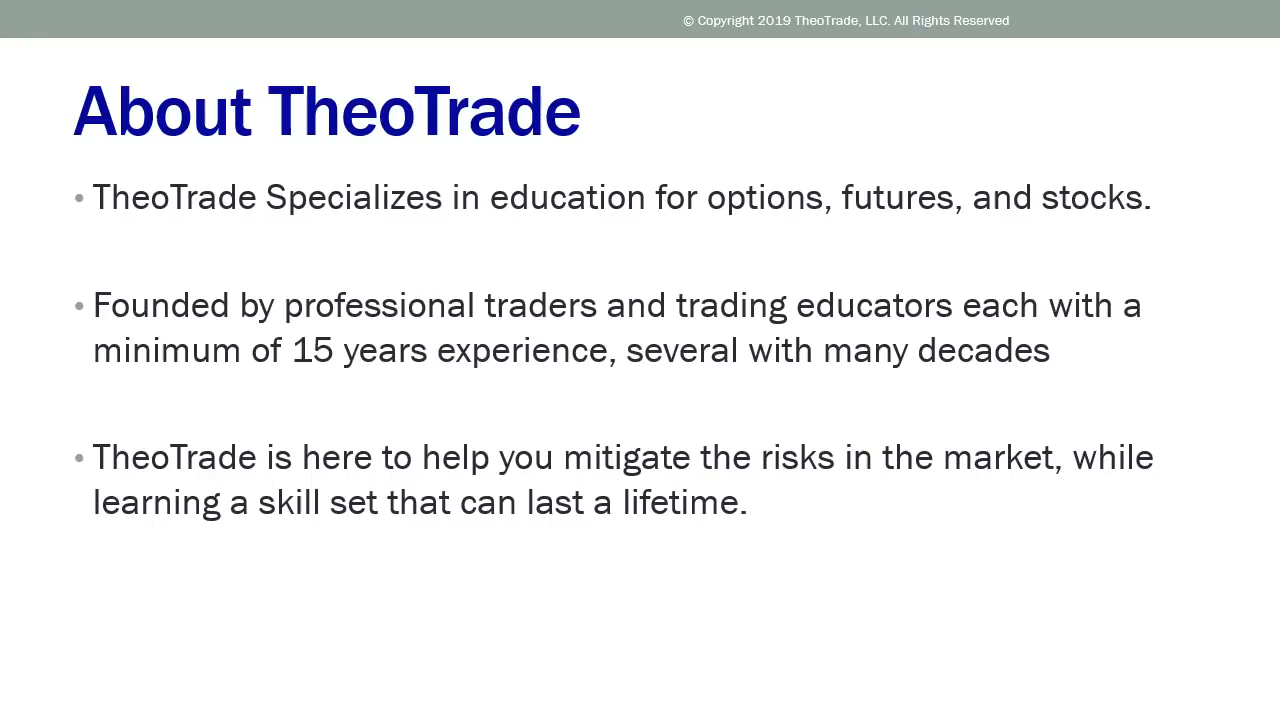 © Copyright 2019 TheoTrade, LLC. All Rights Reserved
About TheoTrade
• TheoTrade Specializes in education for options, futures, and stocks.
• Founded by professional traders and trading educators each with a
minimum of 15 years experience, several with many decades
• TheoTrade is here to help you mitigate the risks in the market, while
learning a skill set that can last a lifetime.